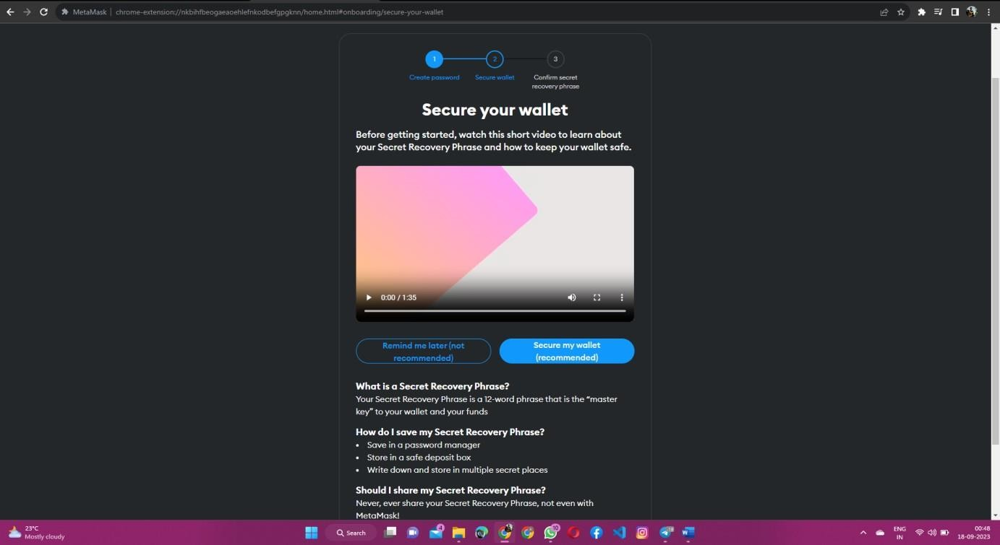 MetaMask | chrome-extension://nkbihfbeogaeaoehlefnkodbefgpgknn/home.html#onboarding/secure-your-wallet
1 2 3
Create password Secure wallet Confirm secret
recovery phrase
Secure your wallet
Before getting started, watch this short video to learn about
your Secret Recovery Phrase and how to keep your wallet safe.
0:00 / 1:35
Remind me later (not
recommended)
Secure my wallet
(recommended)
What is a Secret Recovery Phrase?
Your Secret Recovery Phrase is a 12-word phrase that is the “master
key” to your wallet and your funds
How do I save my Secret Recovery Phrase?
• Save in a password manager
• Store in a safe deposit box
• Write down and store in multiple secret places
Should I share my Secret Recovery Phrase?
Never, ever share your Secret Recovery Phrase, not even with
MetaMask!
23°C
Mostly cloudy
Search
4
10
ENG
IN
00:48
18-09-2023